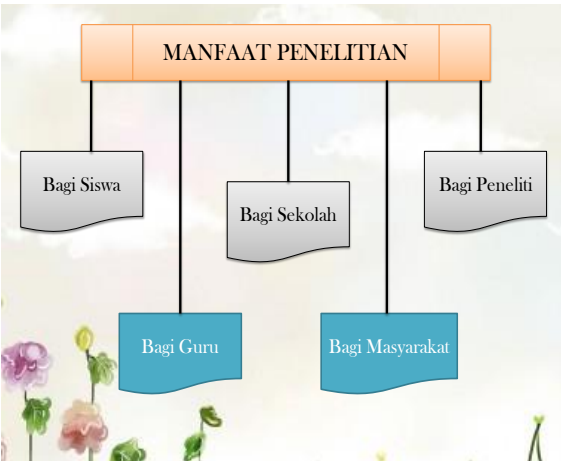 MANFAAT PENELITIAN
Bagi Siswa
Bagi Peneliti
Bagi Sekolah
Bagi Guru
Bagi Masyarakat